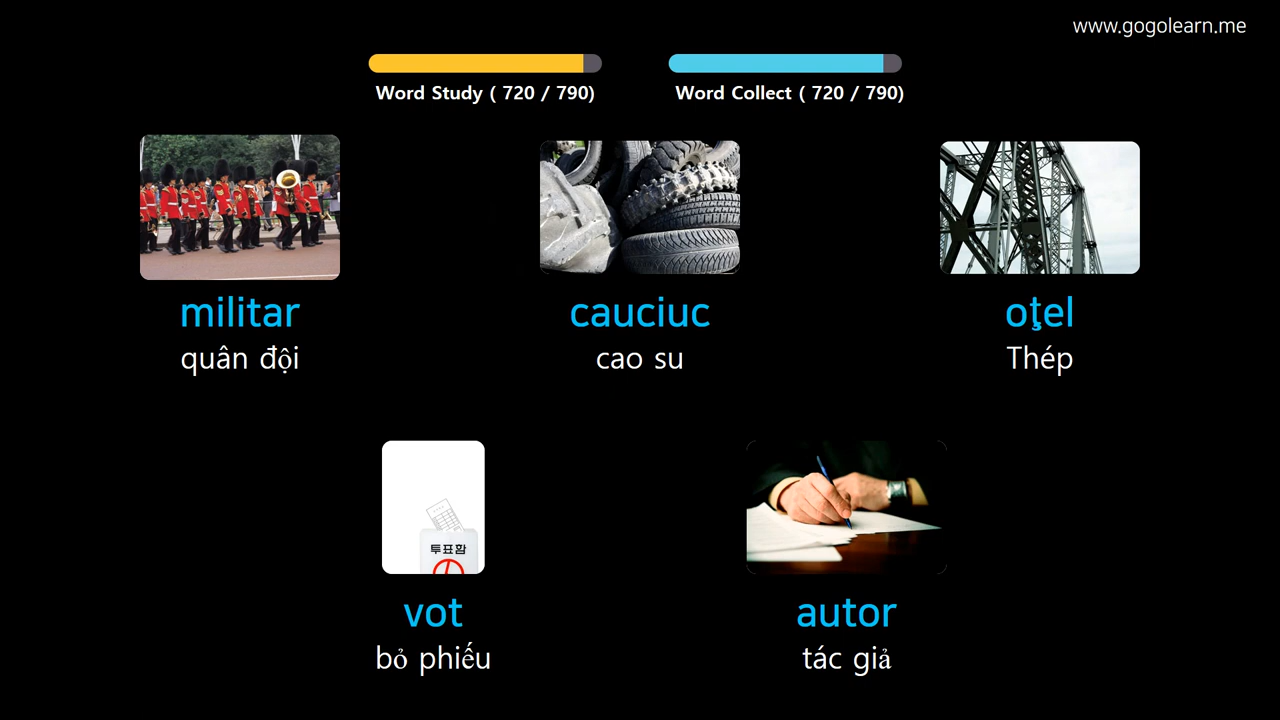 www.gogolearn.me
Word Study ( 720 / 790)
Word Collect ( 720 / 790)
militar
quân đội
cauciuc
cao su
oţel
Thép
투표함
vot
bỏ phiếu
autor
tác giả